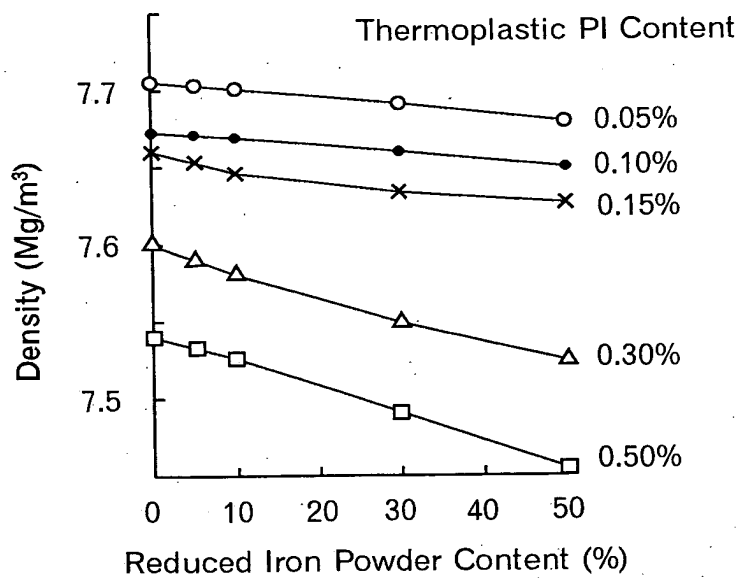 Thermoplastic PI Content
7.7
7.6
7.5
0.05%
0.10%
0.15%
0.30%
0.50%
Density (Mg/m³)
0 10 20 30 40 50
Reduced Iron Powder Content (%)